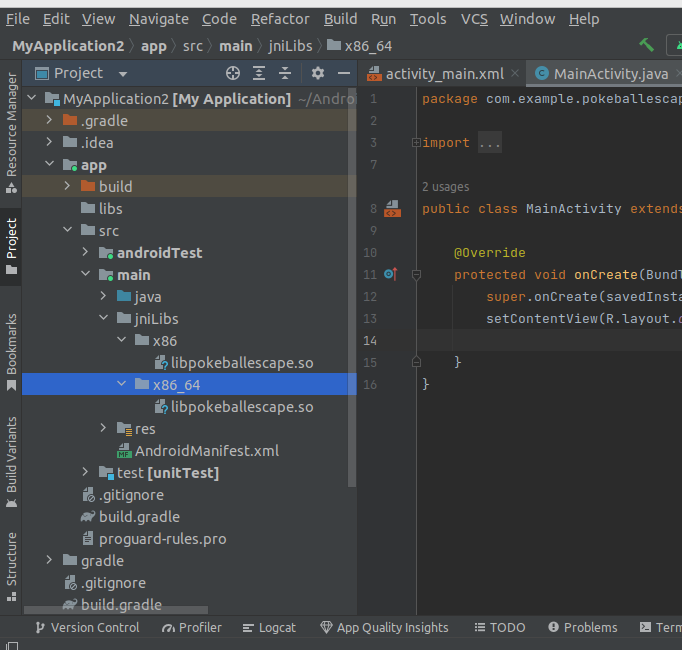 File Edit View Navigate Code Refactor Build Run Tools VCS Window Help
MyApplication2 app src main jniLibs x86_64
Project
activity_main.xml
MainActivity.java
Resource Manager
Project
Bookmarks
Build Variants
Structure
MyApplication2 [My Application] ~/Andro
.gradle
.idea
app
build
libs
src
androidTest
main
java
jniLibs
x86
libpokeballescape.so
x86_64
libpokeballescape.so
res
AndroidManifest.xml
test [unitTest]
.gitignore
build.gradle
proguard-rules.pro
gradle
.gitignore
build.gradle
1 package com.example.pokeballescap
2
3 import ...
7
2 usages
8 public class MainActivity extends
9
10 @Override
11 protected void onCreate(Bundl
12 super.onCreate(savedInsta
13 setContentView(R.layout.
14
15 }
16 }
Version Control Profiler Logcat App Quality Insights TODO Problems Term